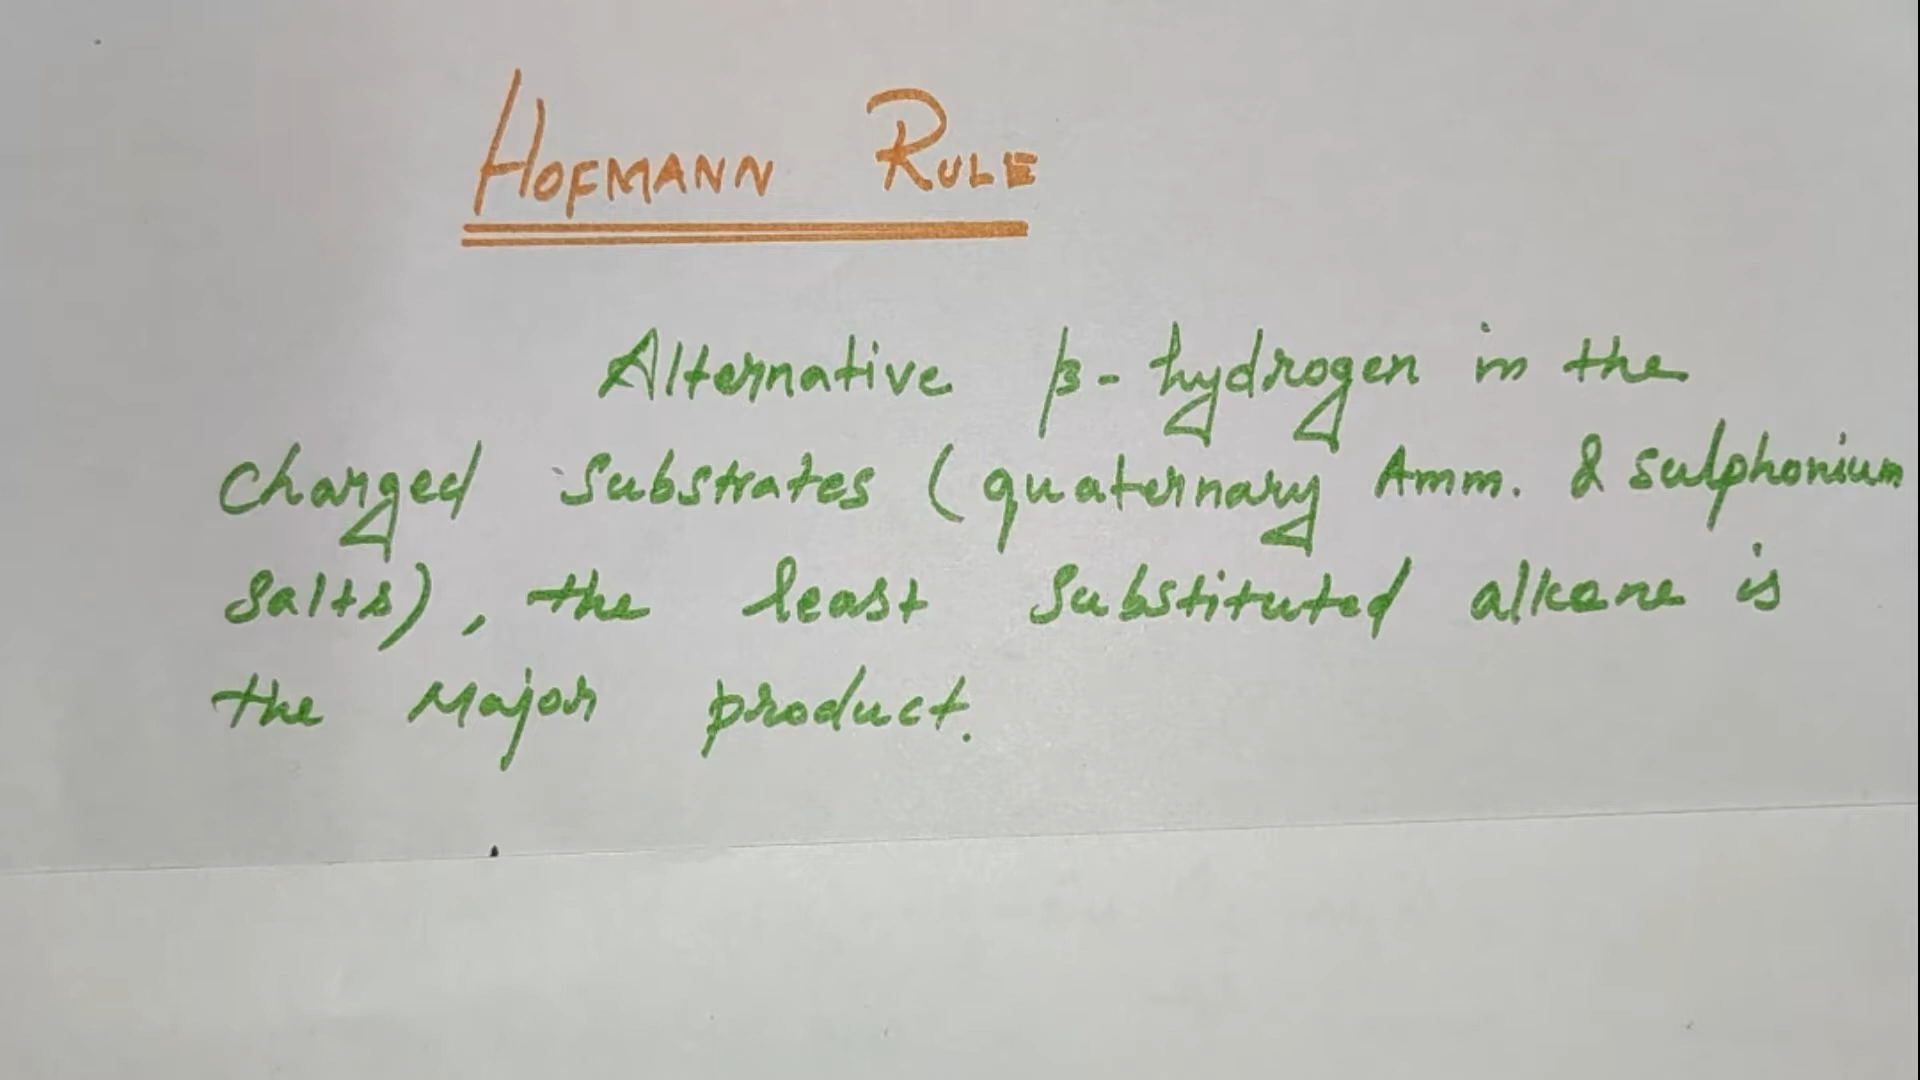 HOFMANN RULE
Alternative β-hydrogen in the
Charged Substrates (quaternary Amm. & sulphonium
Salts), the least Substituted alkene is
the Major product.